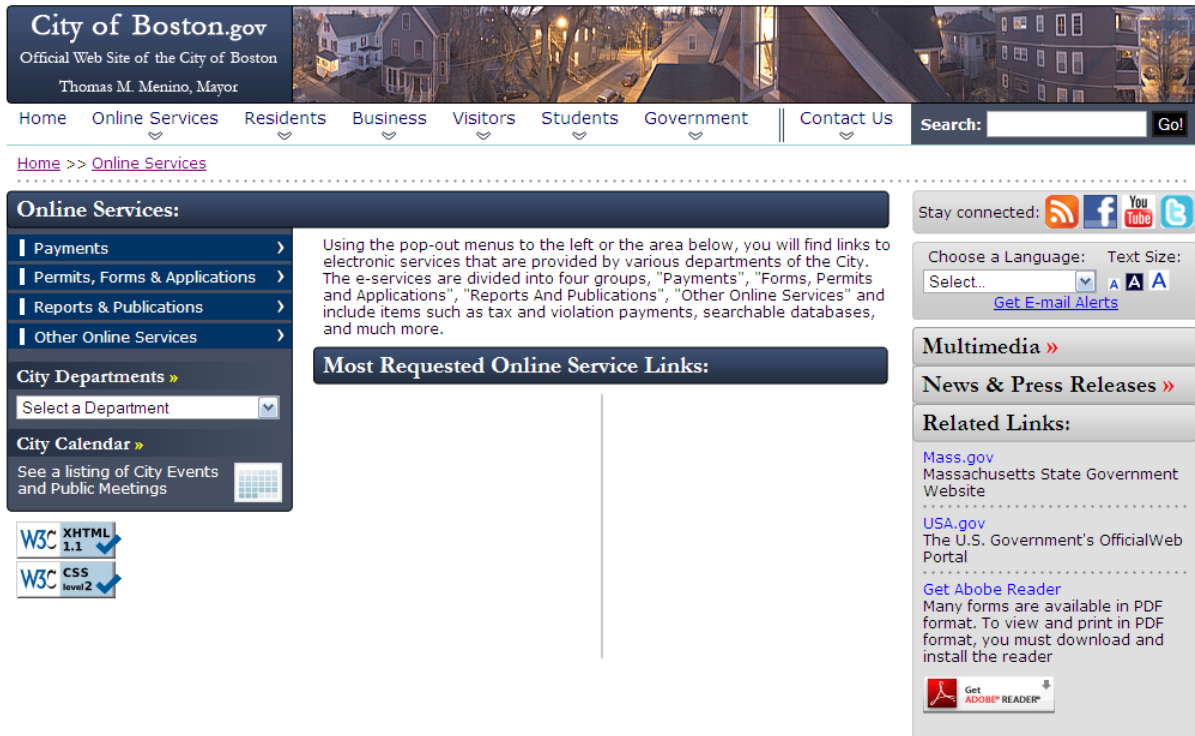 City of Boston.gov
Official Web Site of the City of Boston
Thomas M. Menino, Mayor
Home Online Services Residents Business Visitors Students Government Contact Us Search: Go!
Home >> Online Services
Online Services:
Payments
Permits, Forms & Applications
Reports & Publications
Other Online Services
City Departments »
Select a Department
City Calendar »
See a listing of City Events
and Public Meetings
W3C XHTML 1.1
W3C CSS level2
Using the pop-out menus to the left or the area below, you will find links to
electronic services that are provided by various departments of the City.
The e-services are divided into four groups, "Payments", "Forms, Permits
and Applications", "Reports And Publications", "Other Online Services" and
include items such as tax and violation payments, searchable databases,
and much more.
Most Requested Online Service Links:
Stay connected: f You Tube t
Choose a Language: Text Size:
Select... A A A
Get E-mail Alerts
Multimedia »
News & Press Releases »
Related Links:
Mass.gov
Massachusetts State Government
Website
USA.gov
The U.S. Government's OfficialWeb
Portal
Get Abobe Reader
Many forms are available in PDF
format. To view and print in PDF
format, you must download and
install the reader
Get
ADOBE® READER®